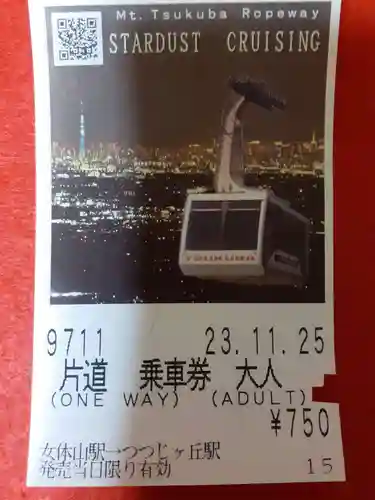 Mt. Tsukuba Ropeway
STARDUST CRUISING
TSUKUBA
9711 23.11.25
片道 乗車券 大人
(ONE WAY) (ADULT)
¥750
女体山駅→つつじヶ丘駅
発売当日限り有効 15